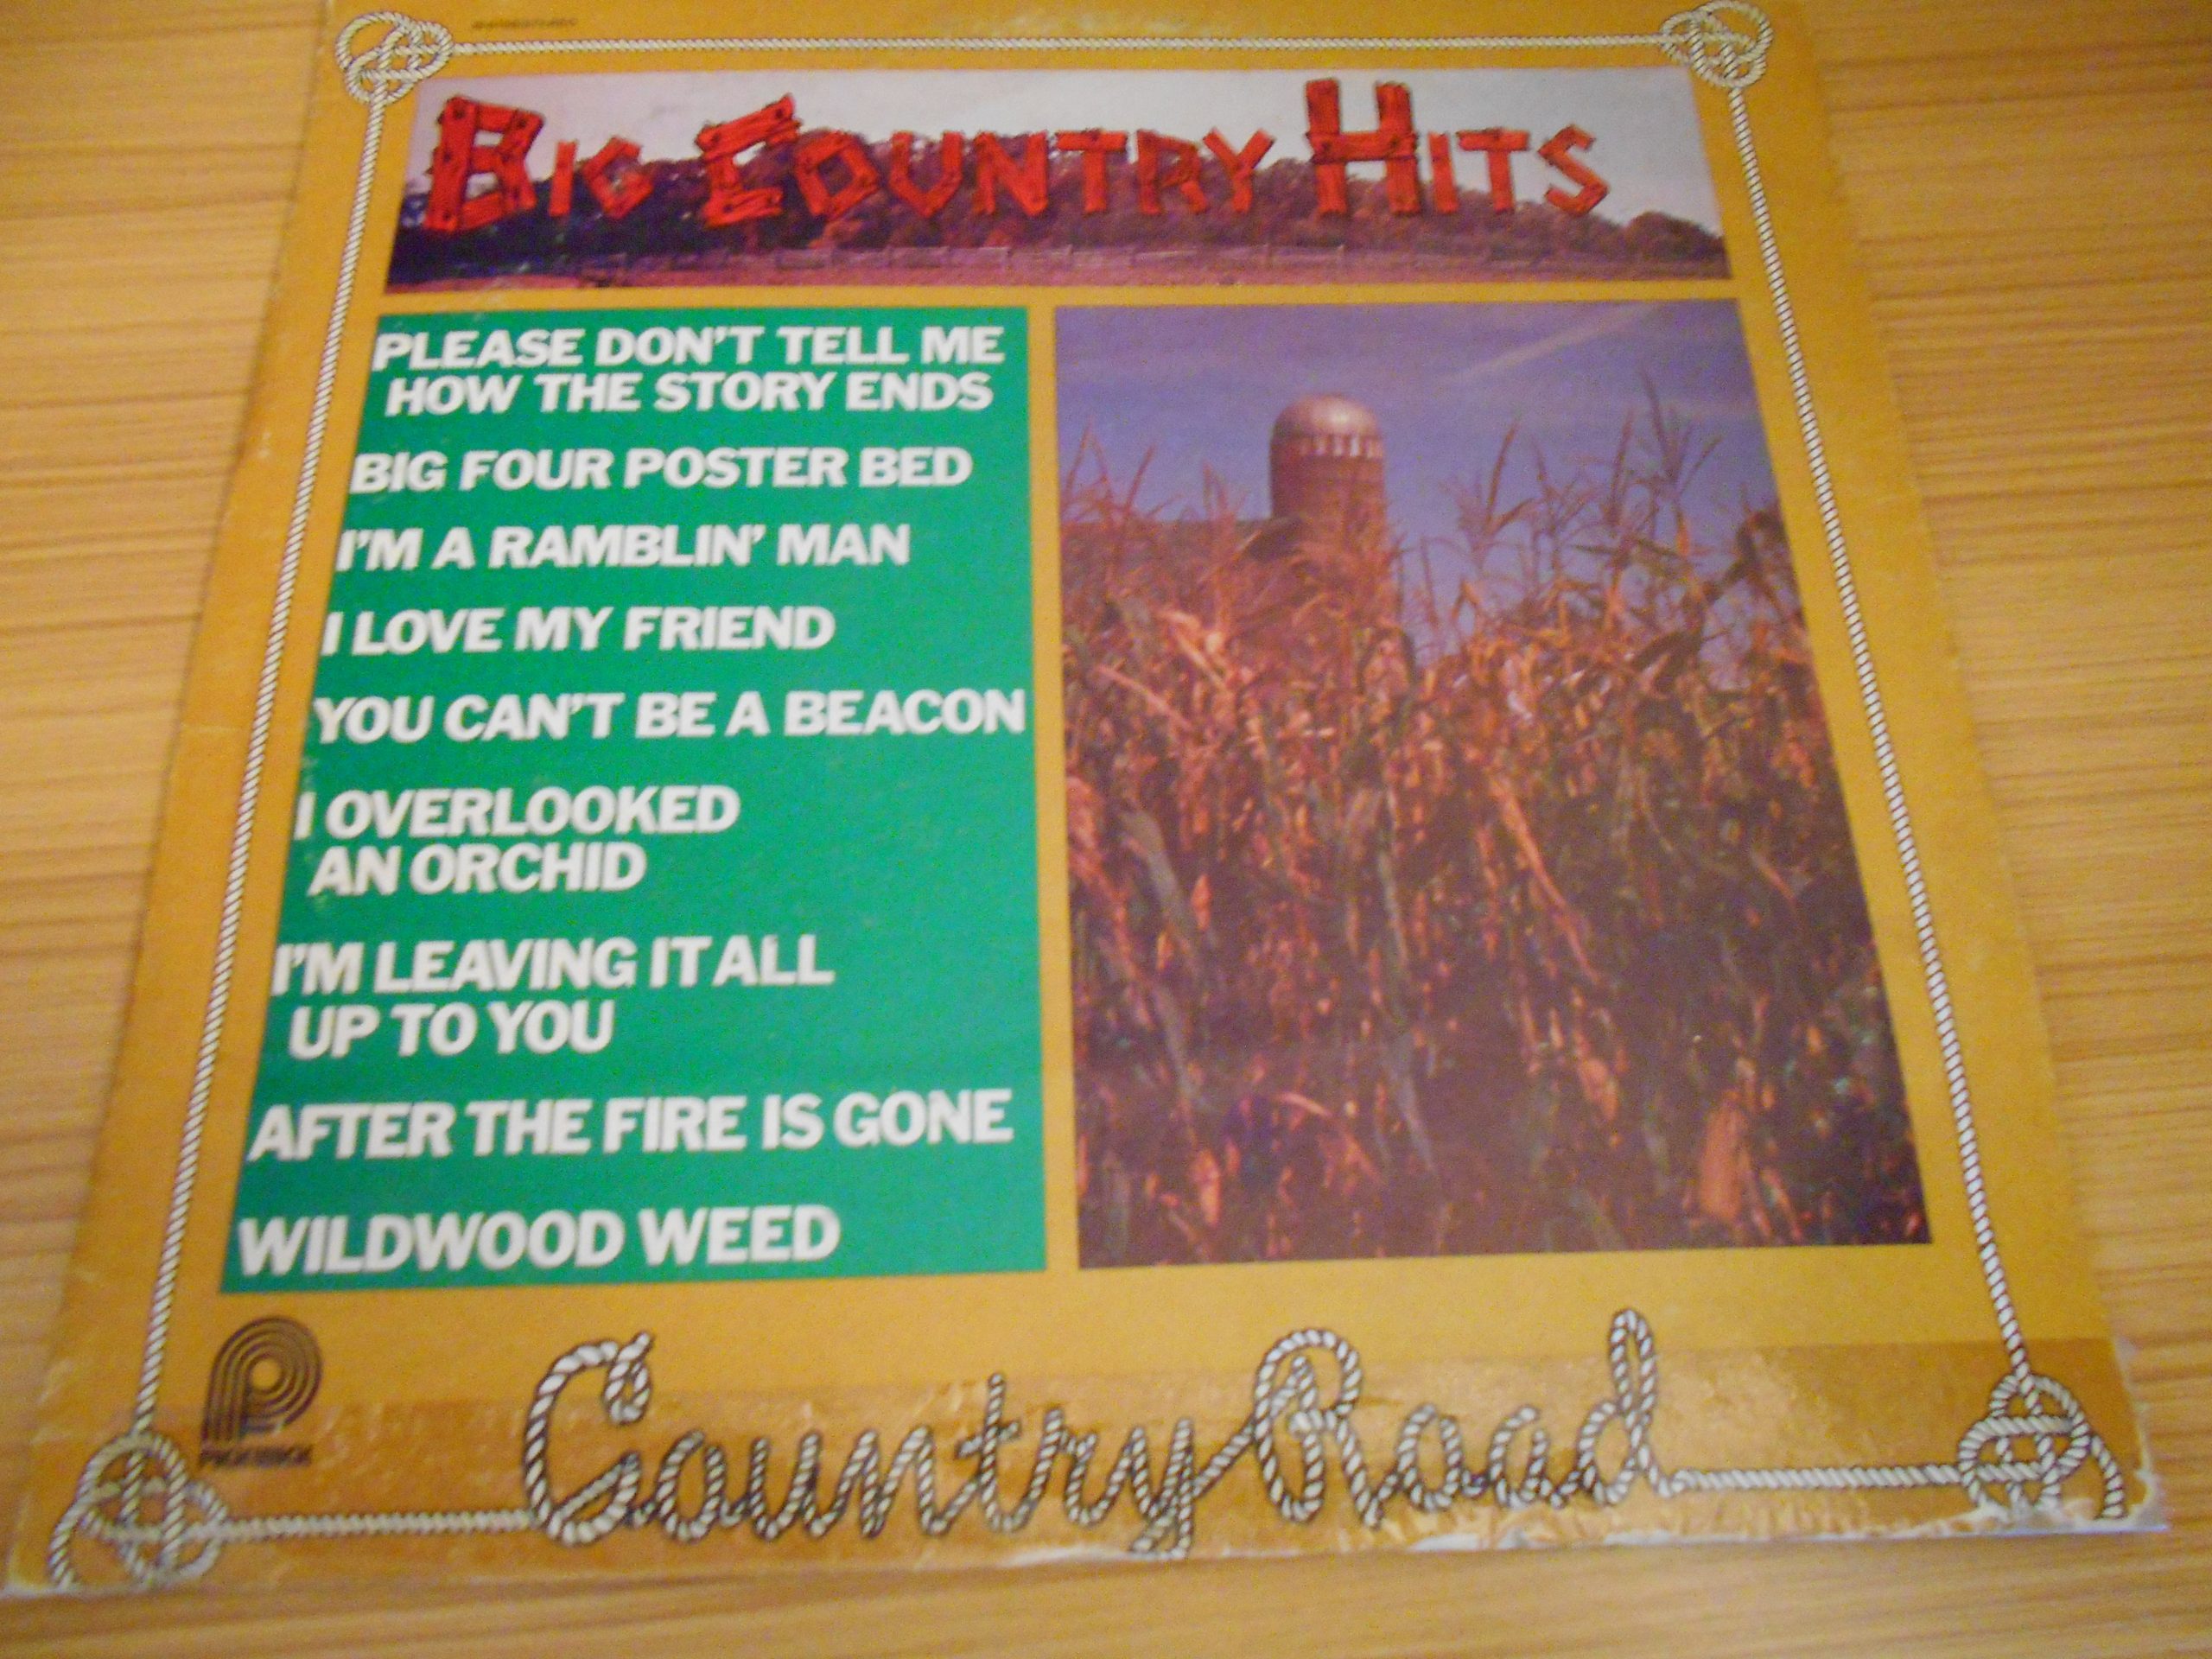 BIG COUNTRY HITS
PLEASE DON'T TELL ME
HOW THE STORY ENDS
BIG FOUR POSTER BED
I'M A RAMBLIN' MAN
I LOVE MY FRIEND
YOU CAN'T BE A BEACON
I OVERLOOKED
AN ORCHID
I'M LEAVING IT ALL
UP TO YOU
AFTER THE FIRE IS GONE
WILDWOOD WEED
PICKWICK
Country Road